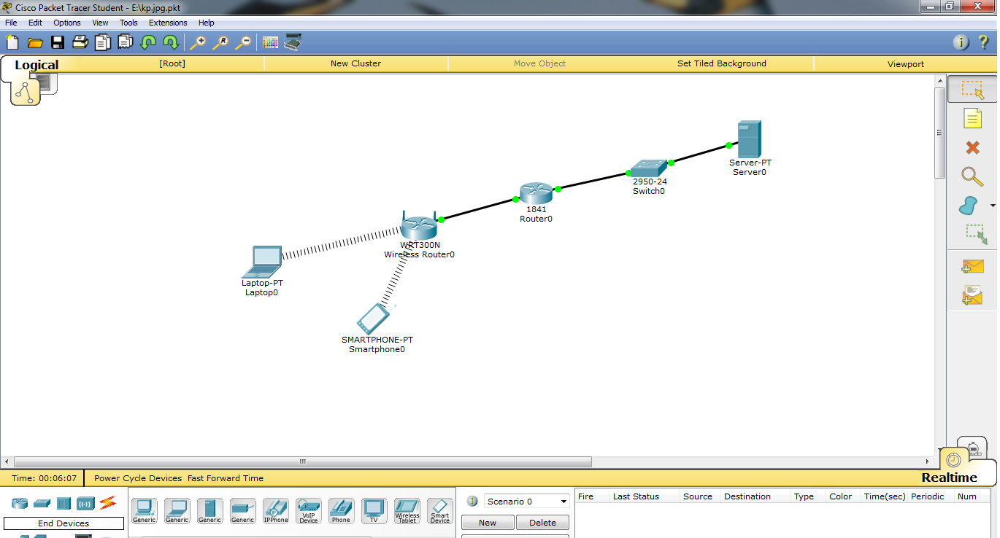 Cisco Packet Tracer Student - E:\kp.jpg.pkt
File Edit Options View Tools Extensions Help
Logical [Root] New Cluster Move Object Set Tiled Background Viewport
Server-PT
Server0
2950-24
Switch0
1841
Router0
WRT300N
Wireless Router0
Laptop-PT
Laptop0
SMARTPHONE-PT
Smartphone0
Time: 00:06:07 Power Cycle Devices Fast Forward Time Realtime
End Devices
Generic Generic Generic Generic IPPhone VoIP Device Phone TV Wireless Tablet Smart Device
Scenario 0
New Delete
Fire Last Status Source Destination Type Color Time(sec) Periodic Num